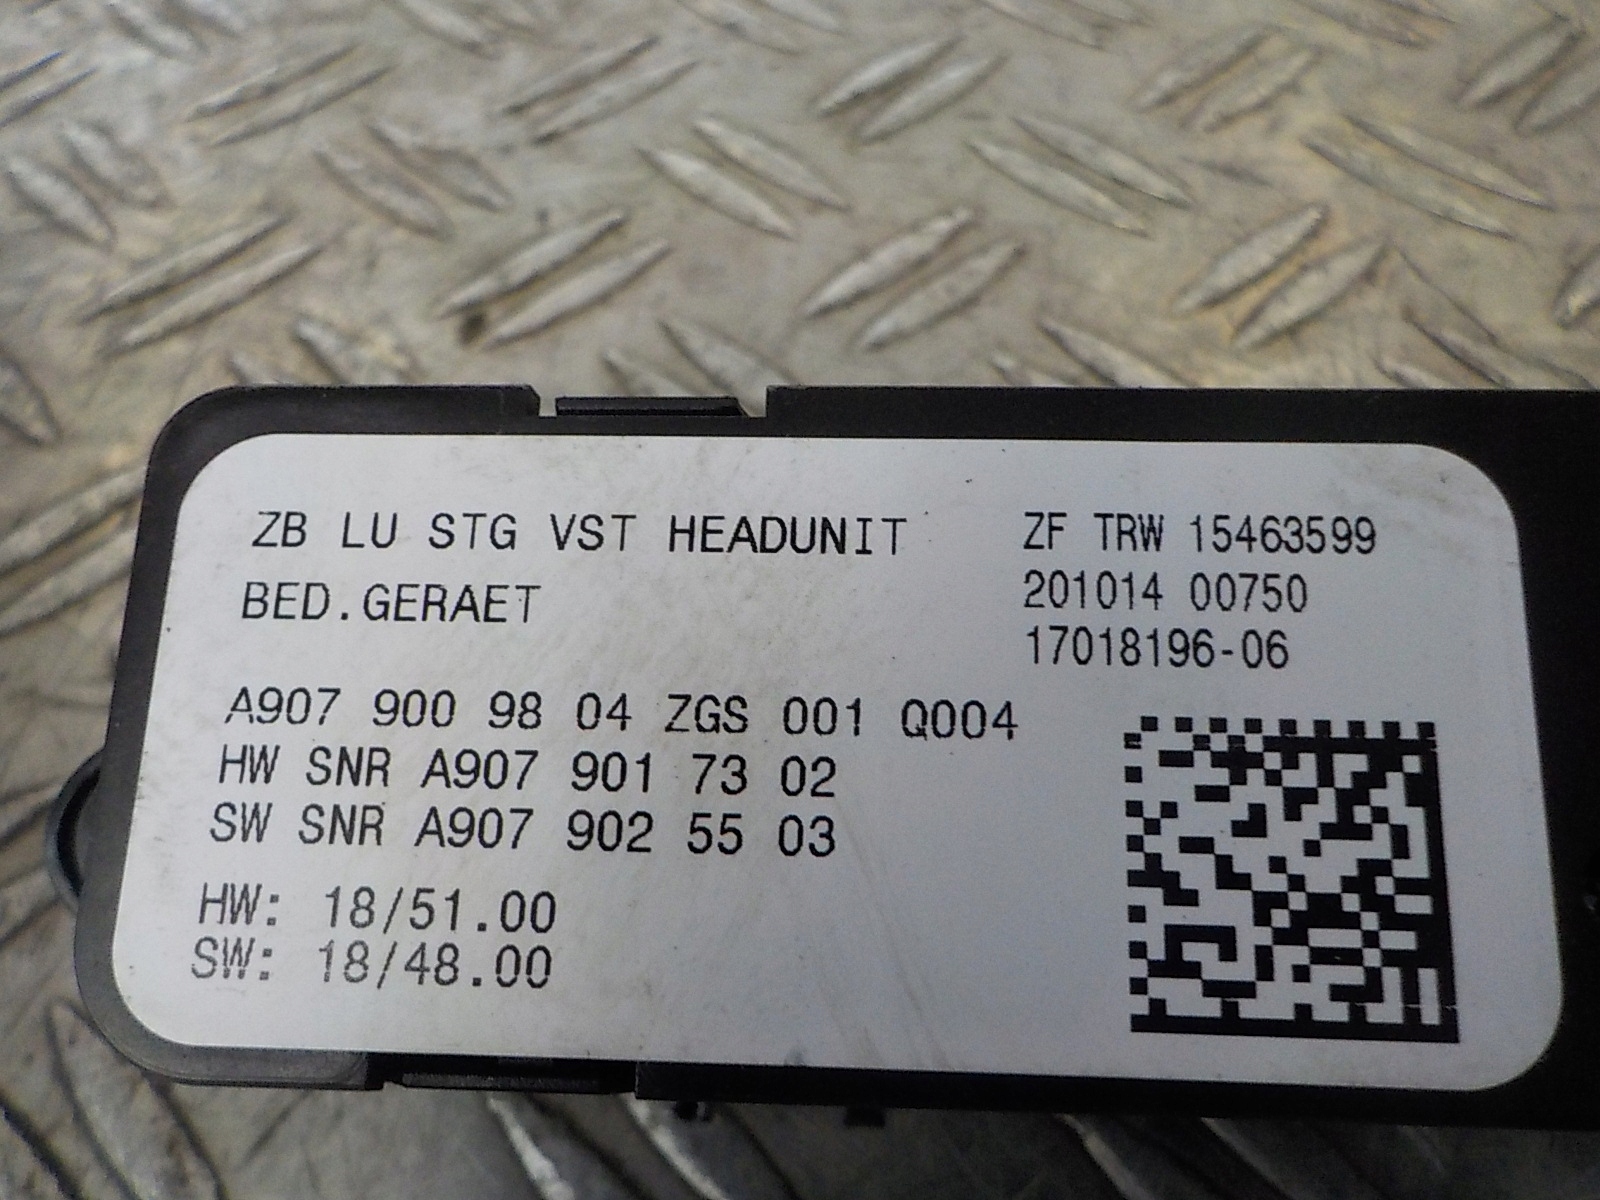 ZB LU STG VST HEADUNIT
BED.GERAET
ZF TRW 15463599
201014 00750
17018196-06
A907 900 98 04 ZGS 001 Q004
HW SNR A907 901 73 02
SW SNR A907 902 55 03
HW: 18/51.00
SW: 18/48.00